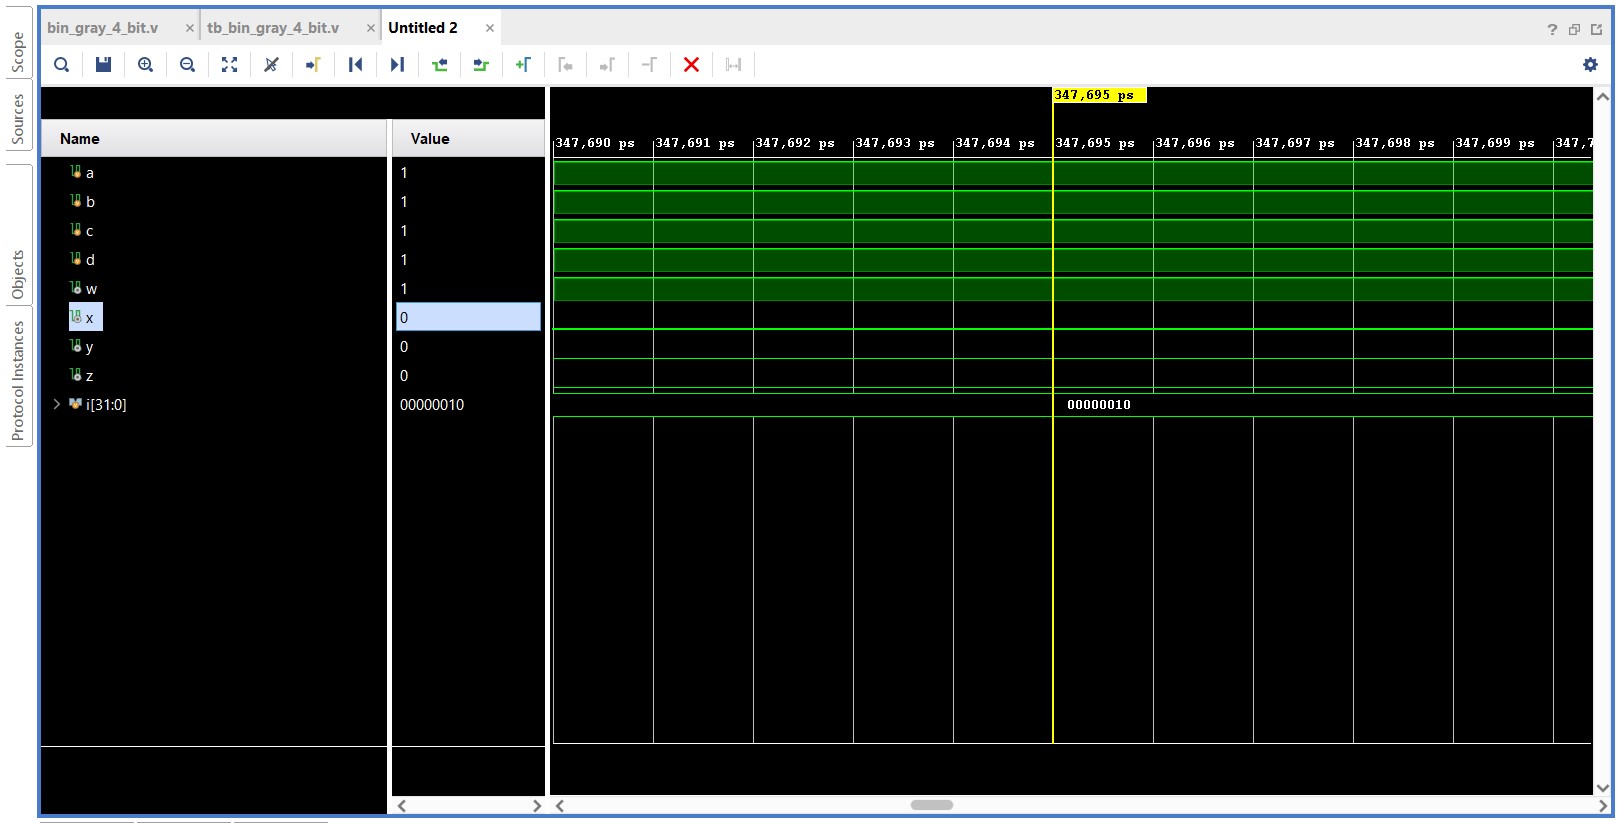 bin_gray_4_bit.v × tb_bin_gray_4_bit.v × Untitled 2 ×
?
Scope
Sources
Objects
Protocol Instances
347,695 ps
Name Value
347,690 ps 347,691 ps 347,692 ps 347,693 ps 347,694 ps 347,695 ps 347,696 ps 347,697 ps 347,698 ps 347,699 ps 347,7
a 1
b 1
c 1
d 1
w 1
x 0
y 0
z 0
i[31:0] 00000010 00000010